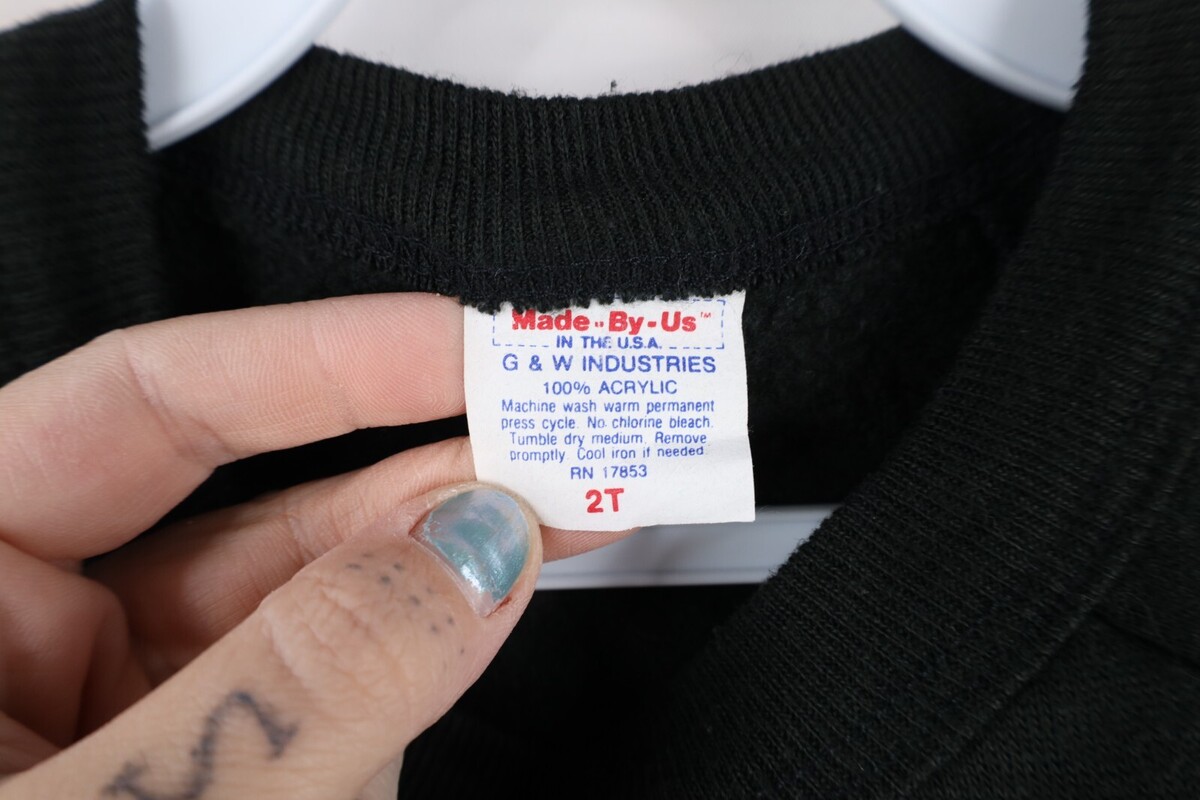 Made-By-Us™
IN THE U.S.A.
G & W INDUSTRIES
100% ACRYLIC
Machine wash warm permanent
press cycle. No chlorine bleach.
Tumble dry medium. Remove
promptly. Cool iron if needed.
RN 17853
2T
S